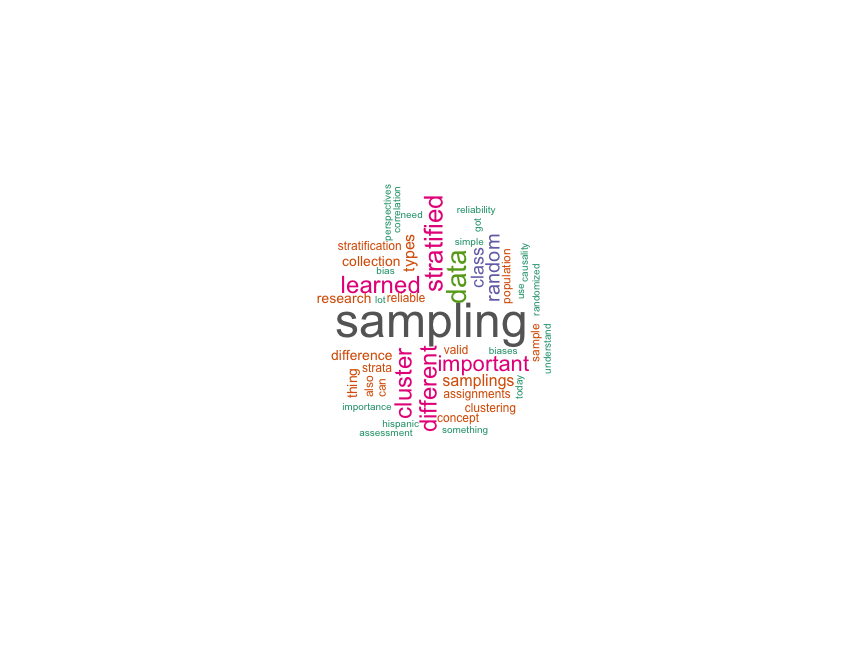 perspectives
correlation
need
stratified
reliability
got
simple
stratification
types
collection
bias
data
class
random
population
causality
use
randomized
learned
research
lot
reliable
sampling
difference
strata
thing
also
can
cluster
different
valid
biases
important
sample
understand
samplings
assignments
today
importance
clustering
concept
hispanic
assessment
something